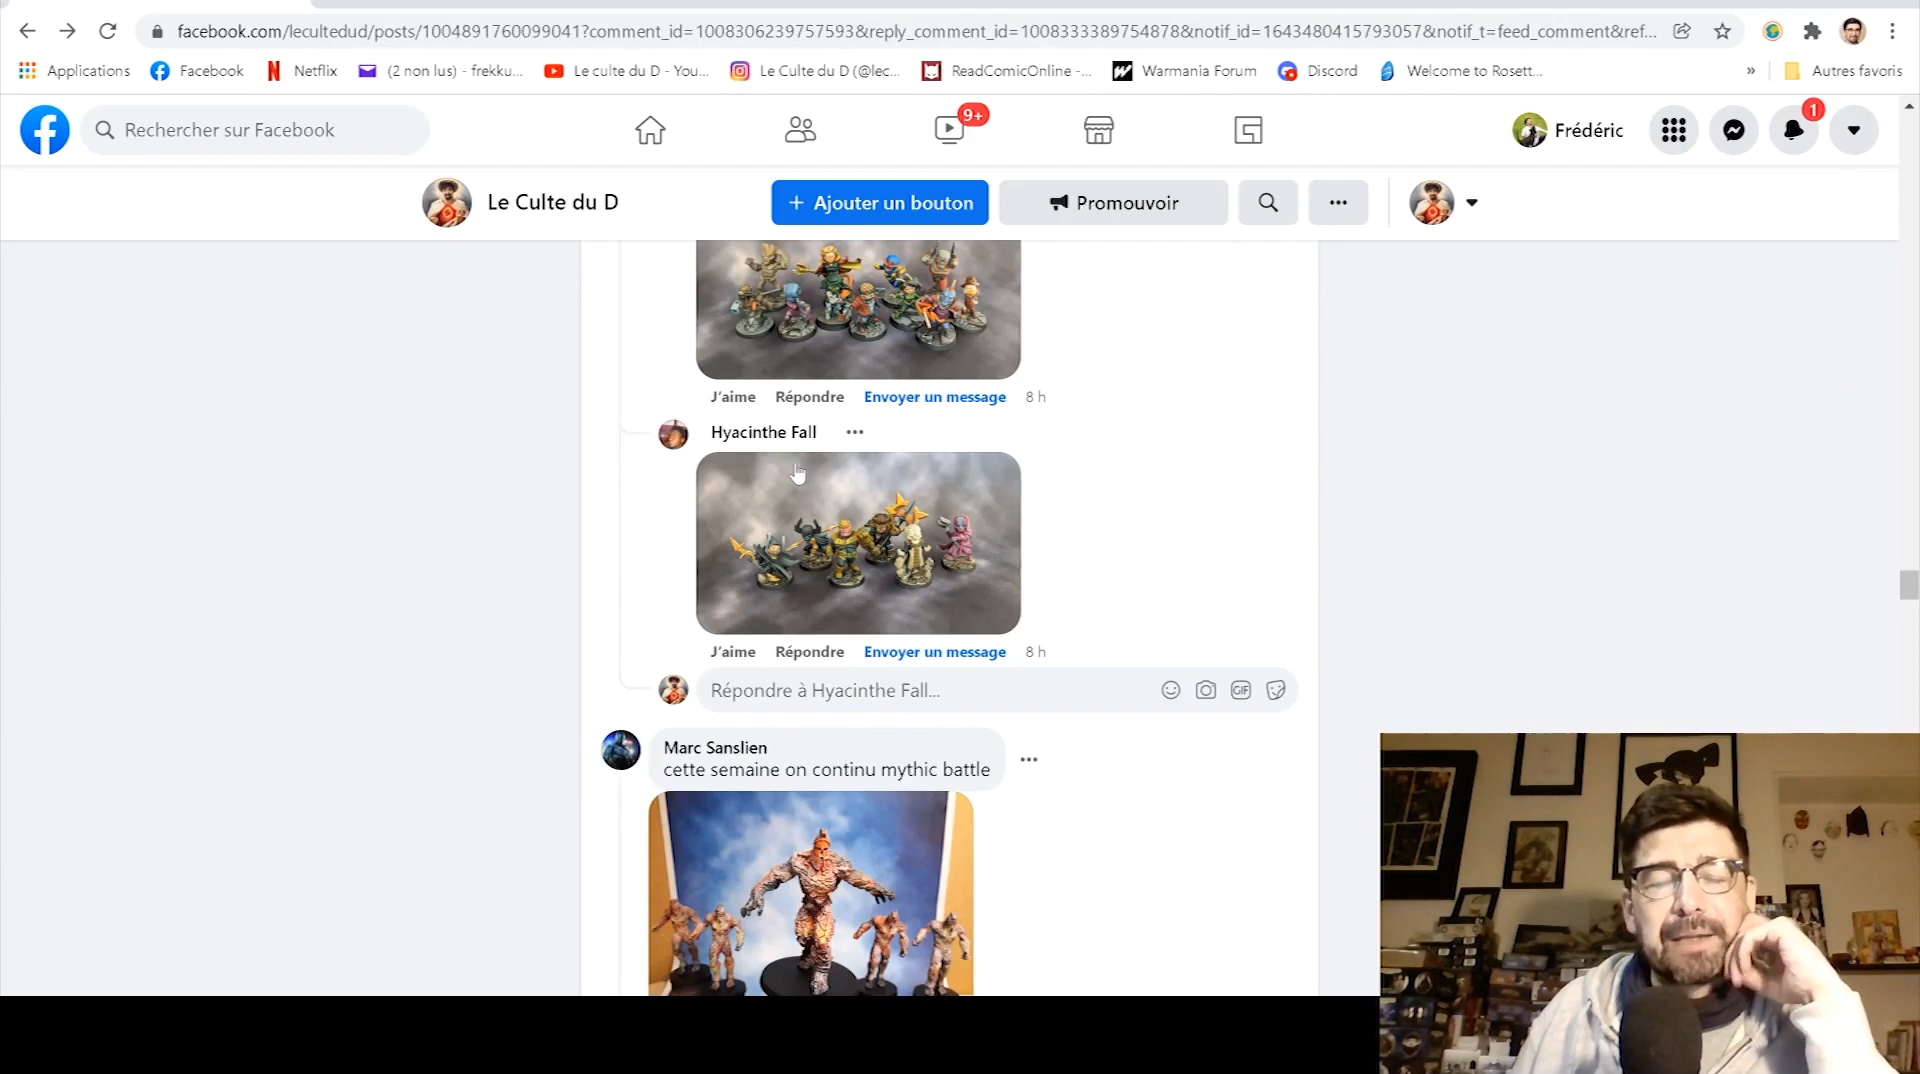 facebook.com/lecultedud/posts/1004891760099041?comment_id=1008306239757593&reply_comment_id=1008333389754878&notif_id=1643480415793057&notif_t=feed_comment&ref...
Applications
Facebook
Netflix
(2 non lus) - frekku...
Le culte du D - You...
Le Culte du D (@lec...
ReadComicOnline -...
Warmania Forum
Discord
Welcome to Rosett...
»
Autres favoris
Rechercher sur Facebook
9+
Frédéric
1
Le Culte du D
+ Ajouter un bouton
Promouvoir
J'aime Répondre Envoyer un message 8 h
Hyacinthe Fall
J'aime Répondre Envoyer un message 8 h
Répondre à Hyacinthe Fall...
GIF
Marc Sanslien
cette semaine on continu mythic battle